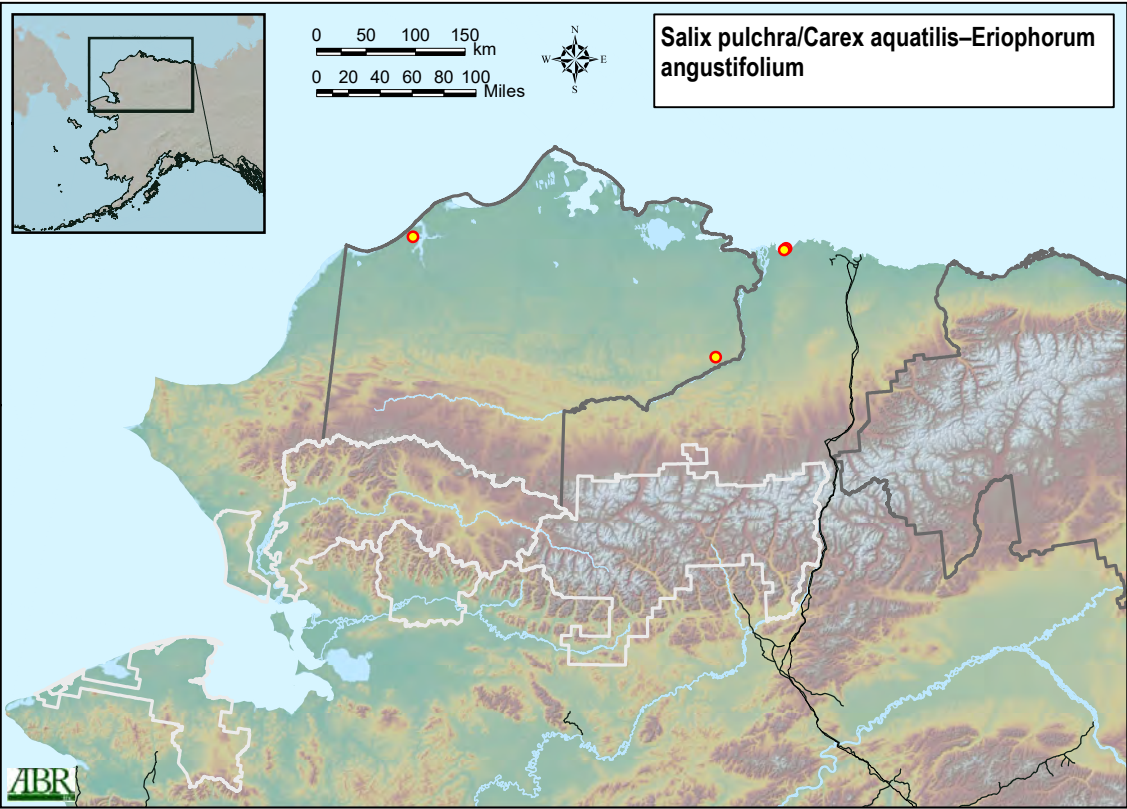 0 50 100 150
km
0 20 40 60 80 100
Miles
N
W E
S
Salix pulchra/Carex aquatilis–Eriophorum
angustifolium
ABR